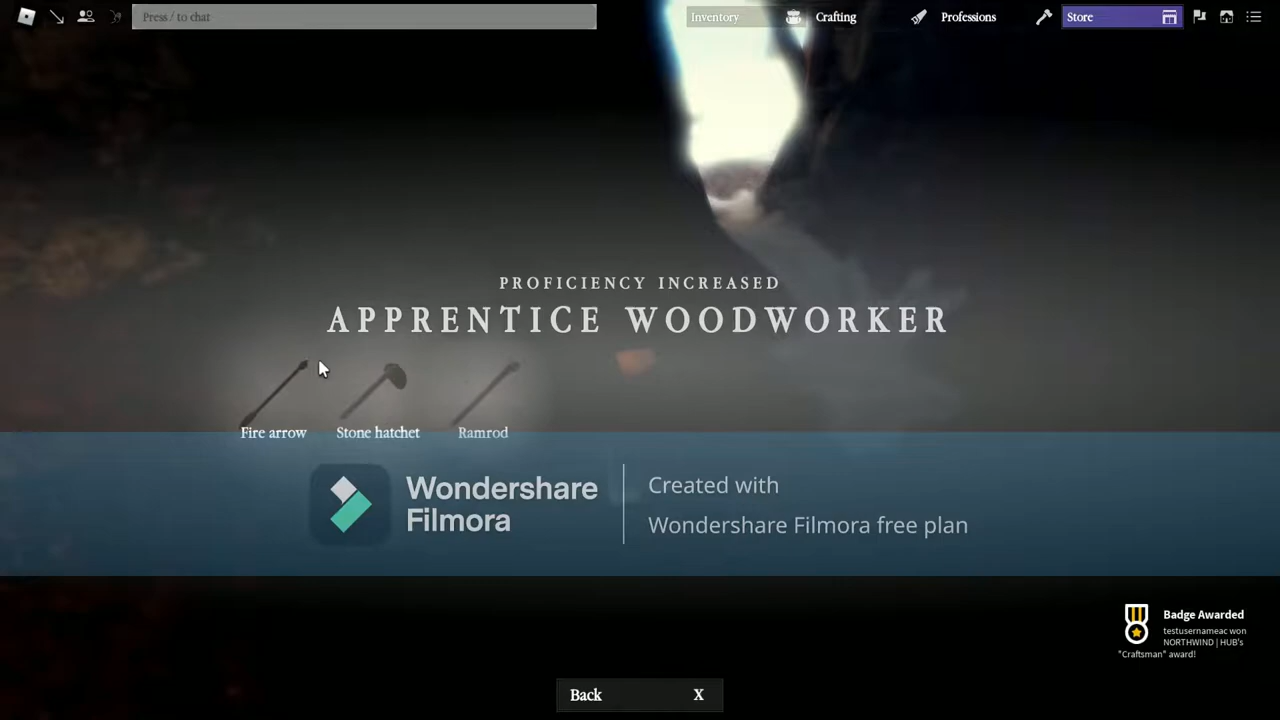 Press / to chat
Inventory
Crafting
Professions
Store
PROFICIENCY INCREASED
APPRENTICE WOODWORKER
Fire arrow
Stone hatchet
Ramrod
Wondershare
Filmora
Created with
Wondershare Filmora free plan
Badge Awarded
testusernameac won
NORTHWIND | HUB's
"Craftsman" award!
Back X